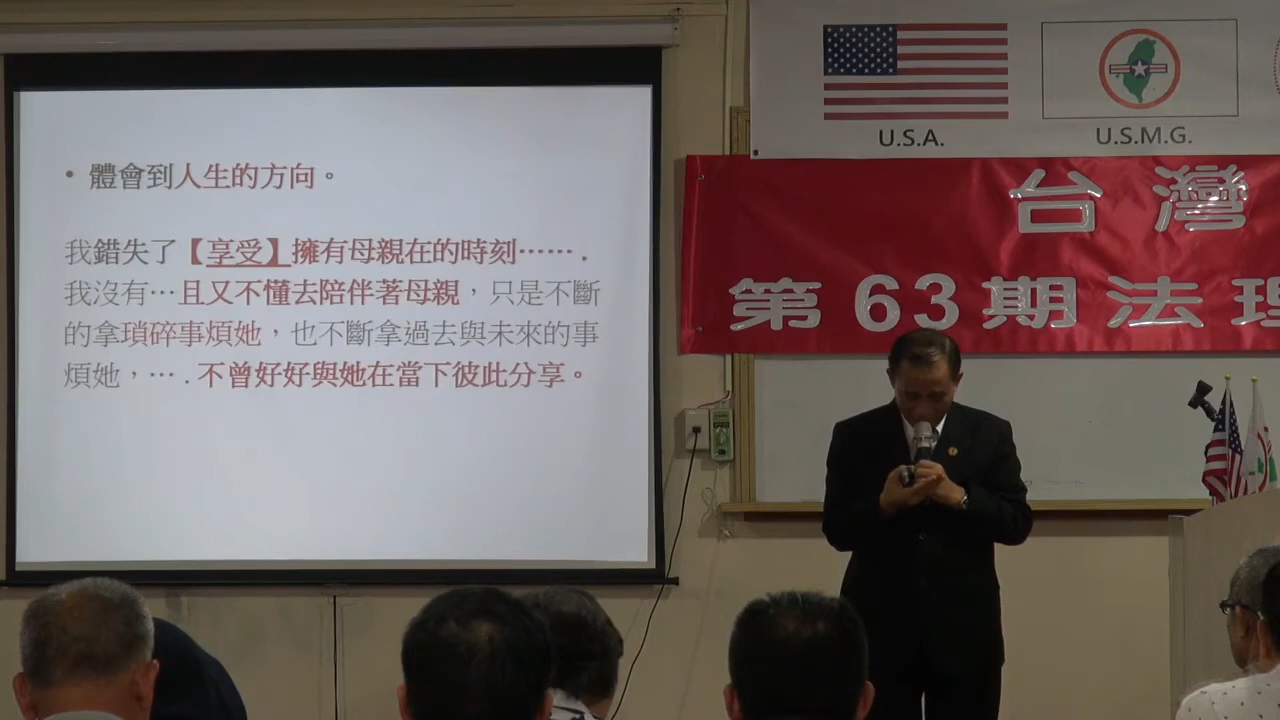 • 體會到人生的方向。
我錯失了【享受】擁有母親在的時刻⋯⋯.
我沒有⋯且又不懂去陪伴著母親，只是不斷
的拿瑣碎事煩她，也不斷拿過去與未來的事
煩她，⋯.不曾好好與她在當下彼此分享。
U.S.A.
U.S.M.G.
台灣
第63期法理